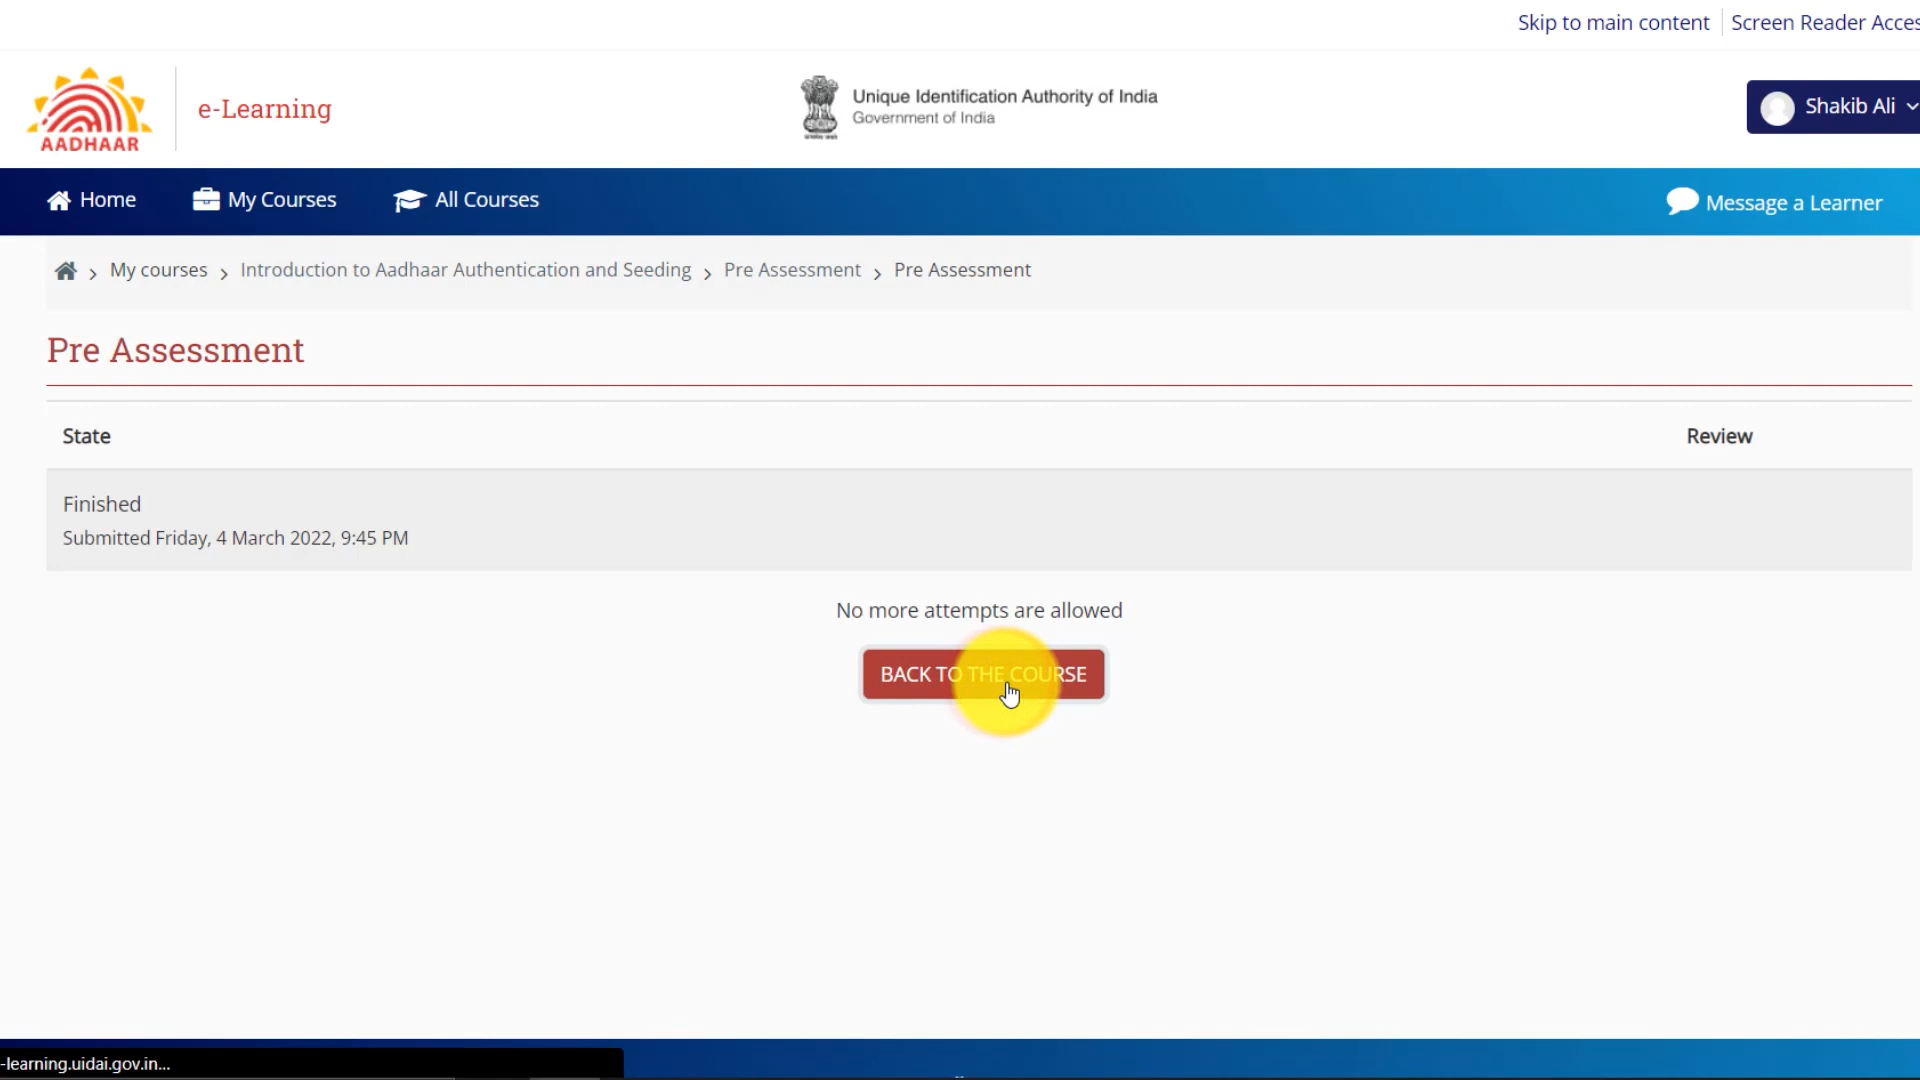 Skip to main content
Screen Reader Acces
AADHAAR
e-Learning
Unique Identification Authority of India
Government of India
Shakib Ali
Home
My Courses
All Courses
Message a Learner
My courses
Introduction to Aadhaar Authentication and Seeding
Pre Assessment
Pre Assessment
Pre Assessment
State
Review
Finished
Submitted Friday, 4 March 2022, 9:45 PM
No more attempts are allowed
BACK TO THE COURSE
-learning.uidai.gov.in...